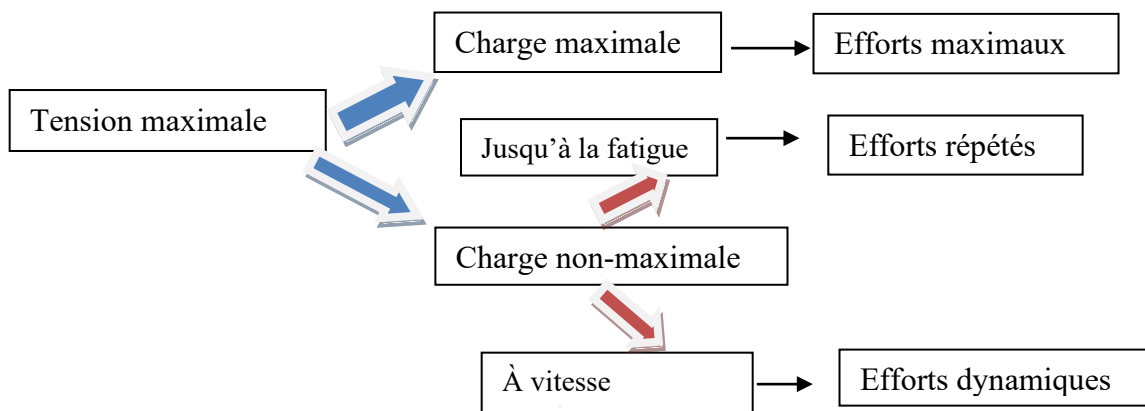 Charge maximale
Efforts maximaux
Tension maximale
Jusqu’à la fatigue
Efforts répétés
Charge non-maximale
À vitesse
Efforts dynamiques